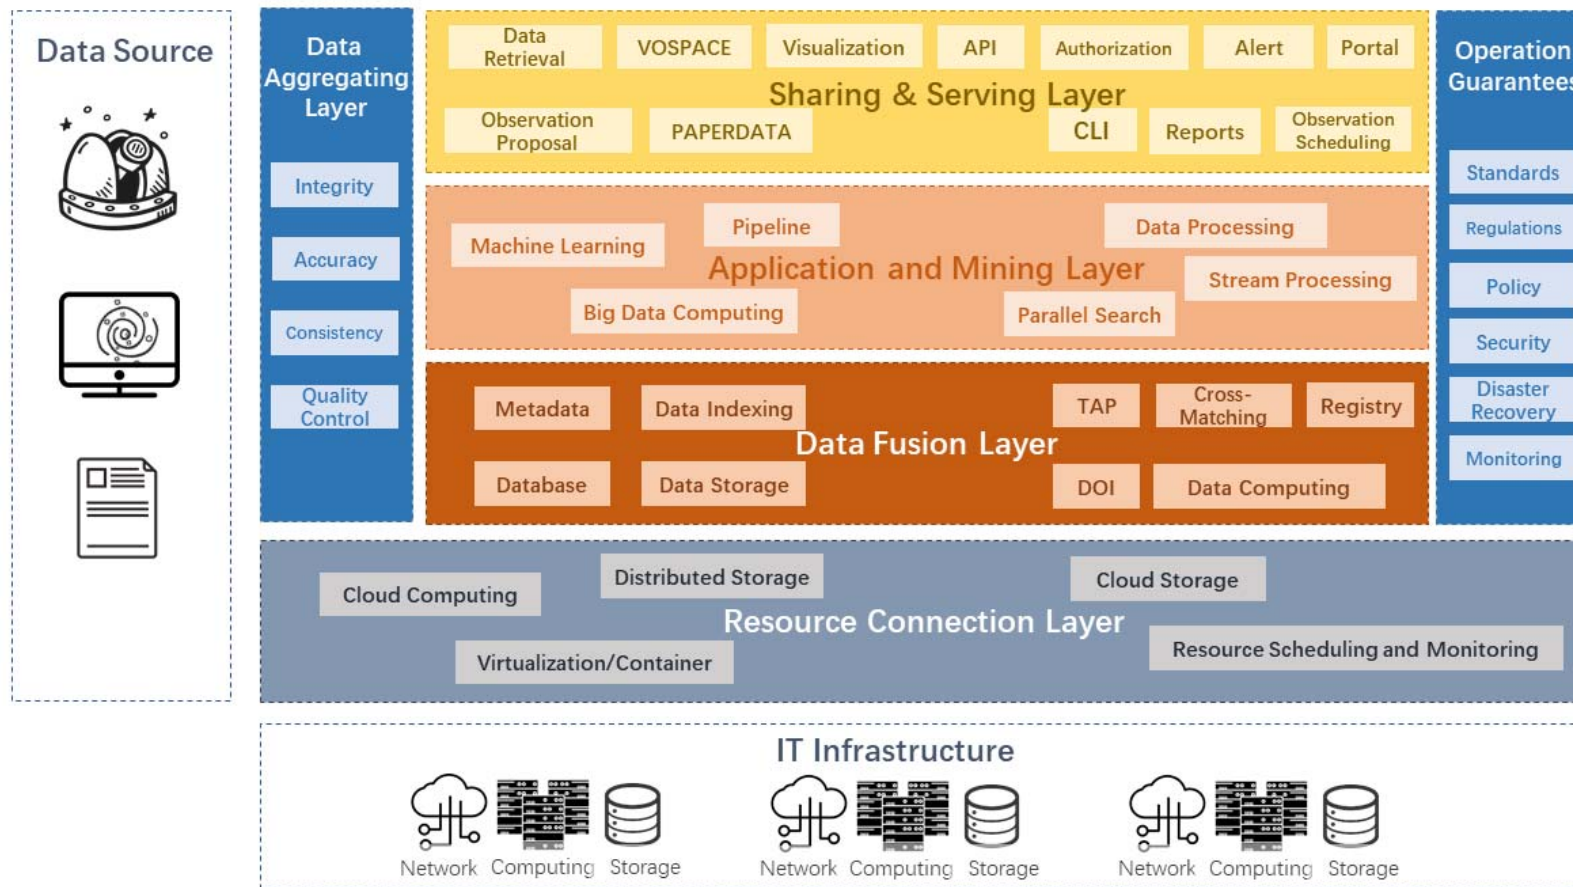 Data Source
Data
Aggregating
Layer
Integrity
Accuracy
Consistency
Quality
Control
Data
Retrieval
VOSPACE
Visualization
API
Authorization
Alert
Portal
Sharing & Serving Layer
Observation
Proposal
PAPERDATA
CLI
Reports
Observation
Scheduling
Machine Learning
Pipeline
Data Processing
Application and Mining Layer
Stream Processing
Big Data Computing
Parallel Search
Metadata
Data Indexing
TAP
Cross-
Matching
Registry
Data Fusion Layer
Database
Data Storage
DOI
Data Computing
Operation
Guarantees
Standards
Regulations
Policy
Security
Disaster
Recovery
Monitoring
Cloud Computing
Distributed Storage
Cloud Storage
Resource Connection Layer
Virtualization/Container
Resource Scheduling and Monitoring
IT Infrastructure
Network Computing Storage
Network Computing Storage
Network Computing Storage